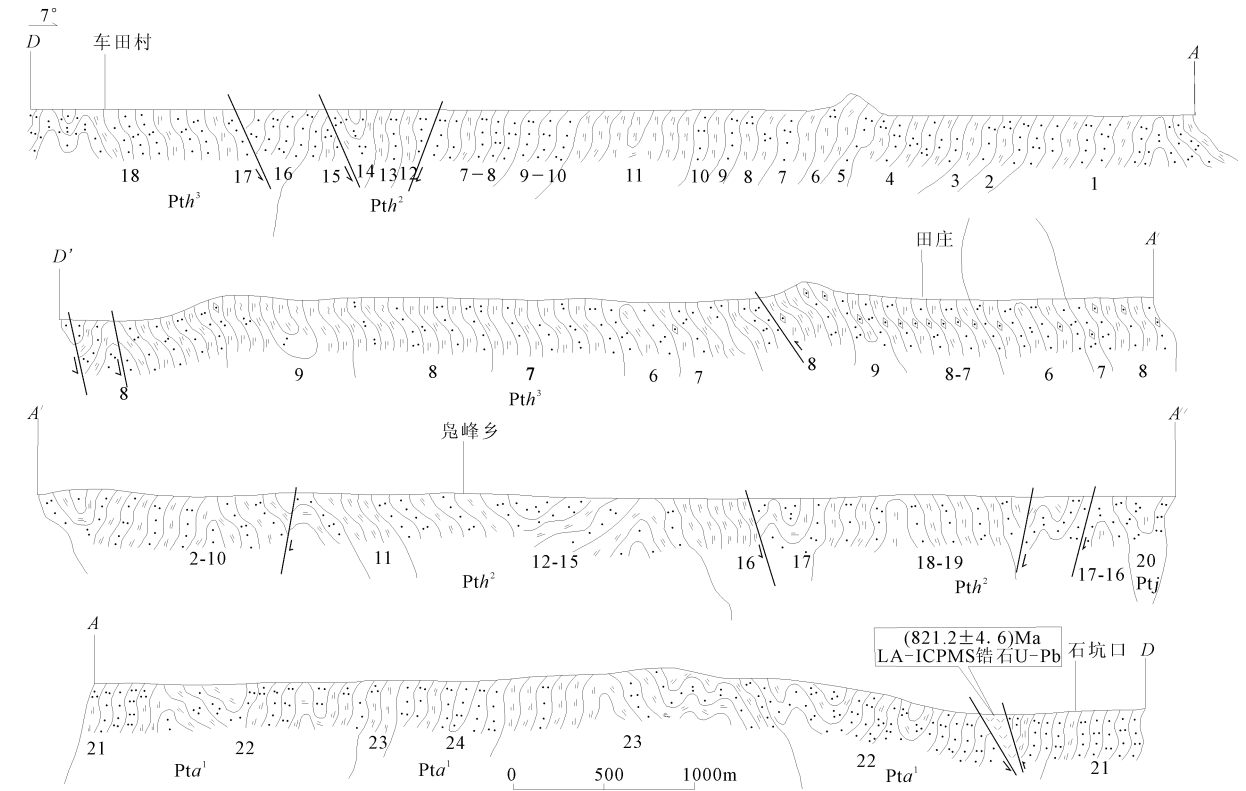 7°
D 车田村 A
18 17 16 15 14 13 12 7-8 9-10 11 10 9 8 7 6 5 4 3 2 1
Pth³ Pth²
D' 田庄 A'
8 9 8 7 6 7 8 9 8-7 6 7 8
Pth³
A' 凫峰乡 A''
2-10 11 12-15 16 17 18-19 17-16 20
Pth² Pth² Ptj
A (821.2±4.6)Ma
LA-ICPMS锆石U-Pb 石坑口 D
21 22 23 24 23 22 21
Pta¹ Pta¹ Pta¹
0 500 1000m